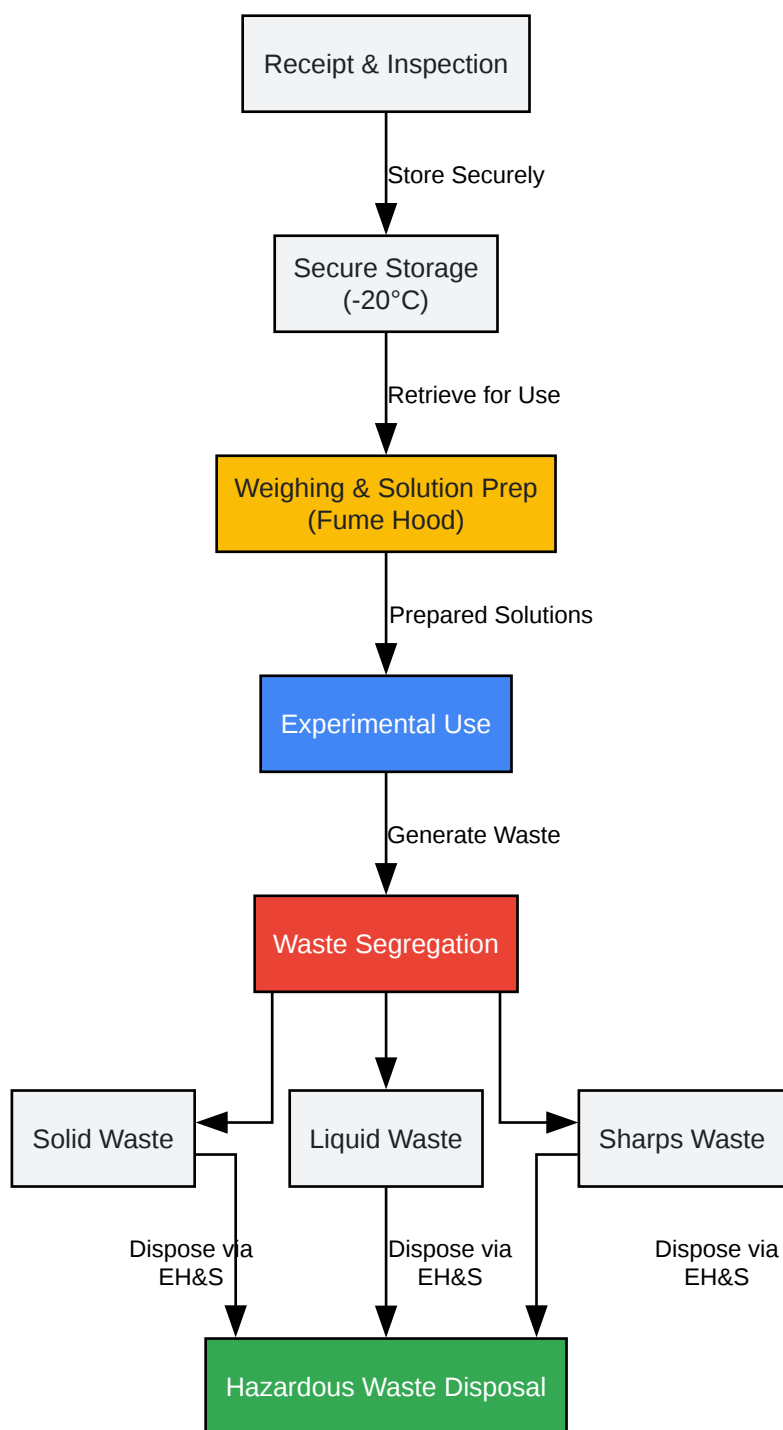 Receipt & Inspection
Store Securely
Secure Storage
(-20°C)
Retrieve for Use
Weighing & Solution Prep
(Fume Hood)
Prepared Solutions
Experimental Use
Generate Waste
Waste Segregation
Solid Waste
Liquid Waste
Sharps Waste
Dispose via
EH&S
Dispose via
EH&S
Dispose via
EH&S
Hazardous Waste Disposal